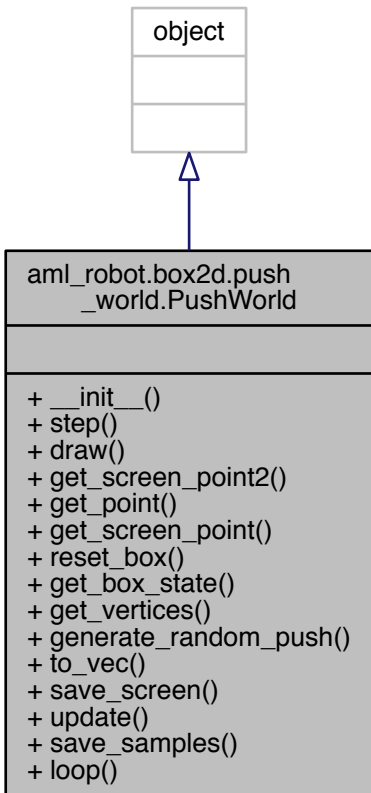 object
aml_robot.box2d.push
_world.PushWorld
+ __init__()
+ step()
+ draw()
+ get_screen_point2()
+ get_point()
+ get_screen_point()
+ reset_box()
+ get_box_state()
+ get_vertices()
+ generate_random_push()
+ to_vec()
+ save_screen()
+ update()
+ save_samples()
+ loop()